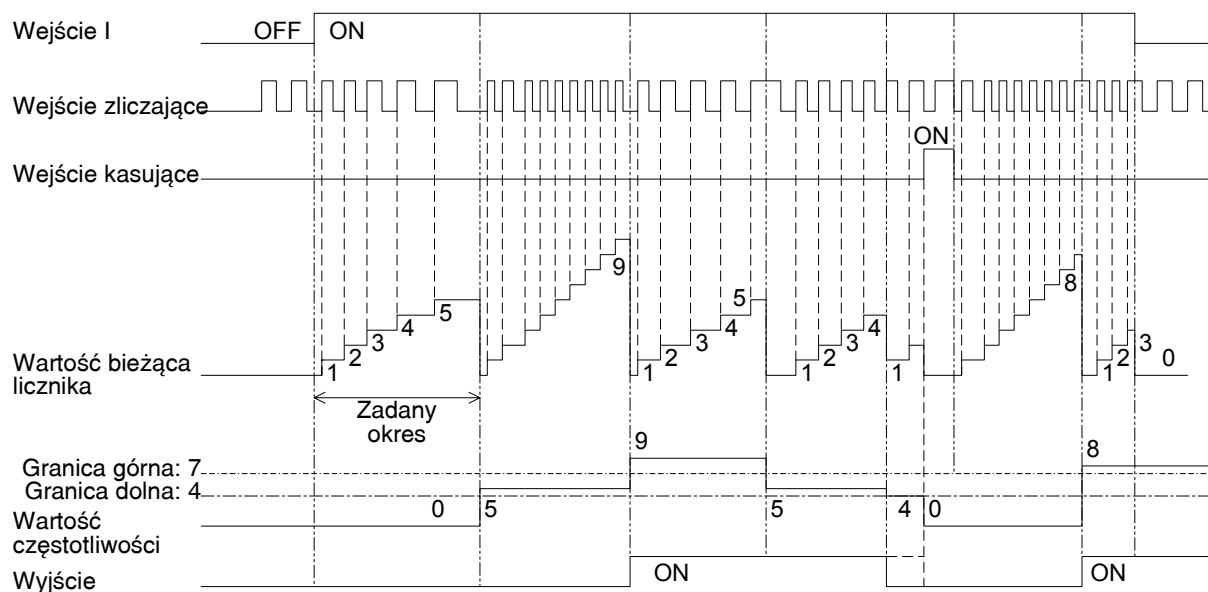 Wejście I
OFF
ON
Wejście zliczające
ON
Wejście kasujące
9
8
5
5
4
4
4
3
3
3
3
2
2
2
2
1
1
1
1
1
0
Wartość bieżąca
licznika
Zadany
okres
9
8
Granica górna: 7
Granica dolna: 4
0
5
5
4
0
Wartość
częstotliwości
ON
ON
Wyjście